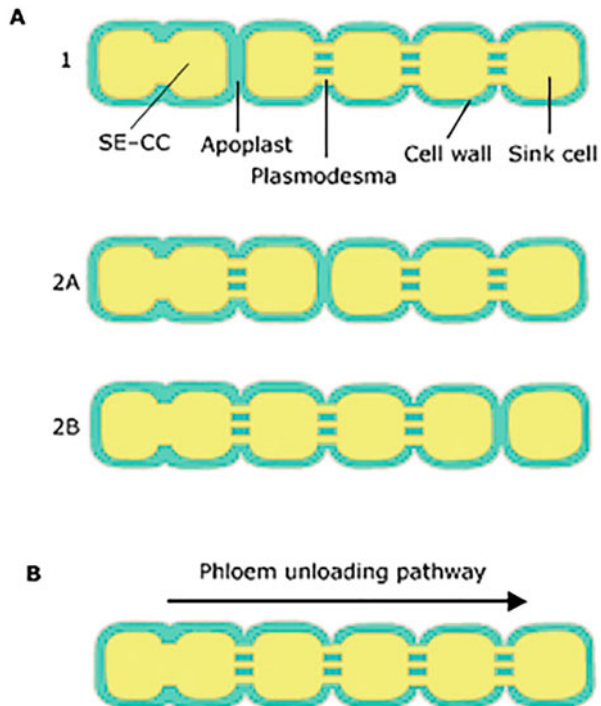 A
1
SE–CC
Apoplast
Plasmodesma
Cell wall
Sink cell
2A
2B
B
Phloem unloading pathway